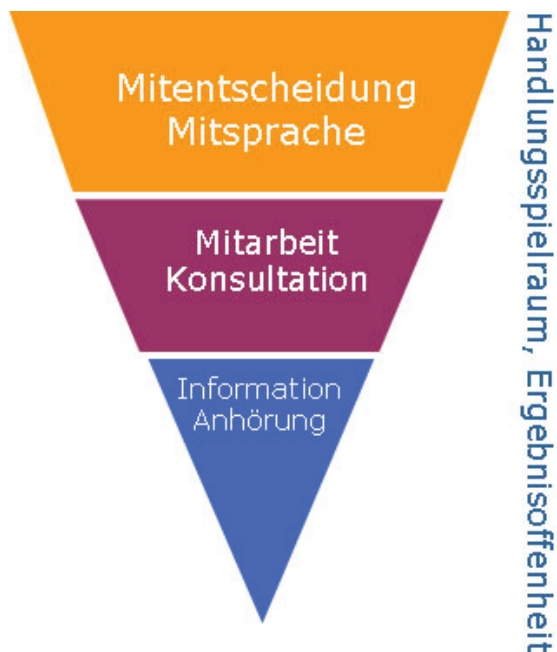 Mitentscheidung
Mitsprache
Mitarbeit
Konsultation
Information
Anhörung
Handlungsspielraum, Ergebnisoffenheit